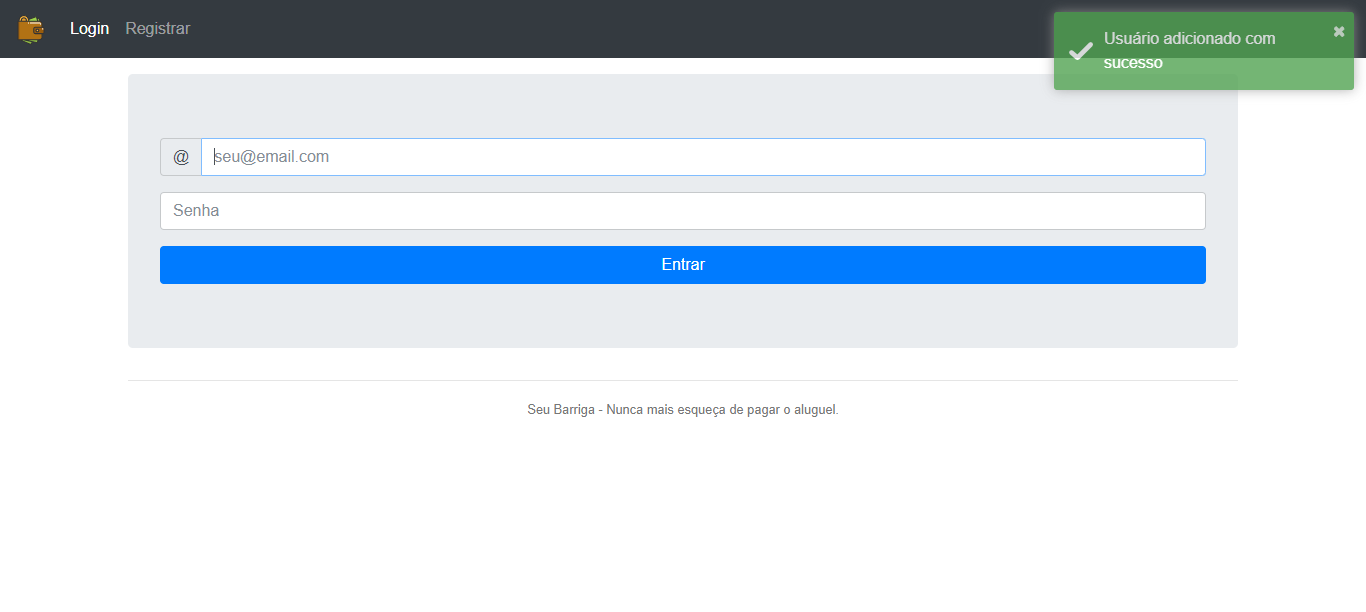 Login Registrar
Usuário adicionado com
sucesso
@ seu@email.com
Senha
Entrar
Seu Barriga - Nunca mais esqueça de pagar o aluguel.